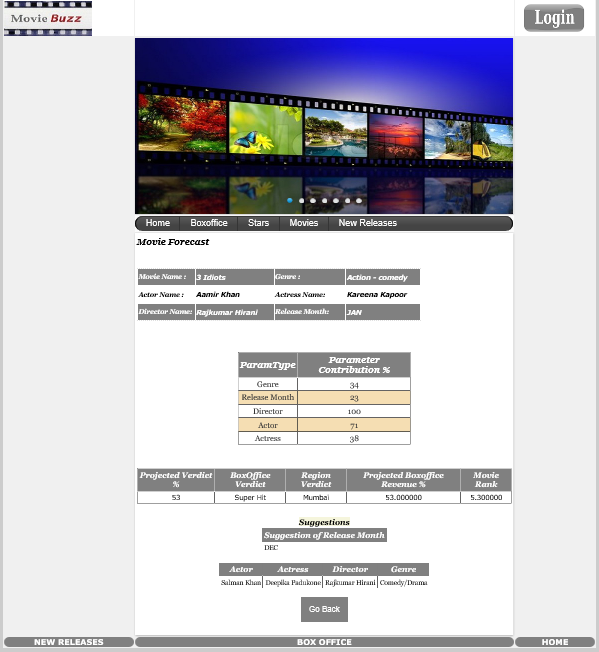 Movie Buzz
Login
Home Boxoffice Stars Movies New Releases
Movie Forecast
Movie Name : 3 Idiots Genre : Action - comedy
Actor Name : Aamir Khan Actress Name: Kareena Kapoor
Director Name: Rajkumar Hirani Release Month: JAN
ParamType Parameter
Contribution %
Genre 34
Release Month 23
Director 100
Actor 71
Actress 38
Projected Verdict BoxOffice Region Projected Boxoffice Movie
% Verdict Verdict Revenue % Rank
53 Super Hit Mumbai 53.000000 5.300000
Suggestions
Suggestion of Release Month
DEC
Actor Actress Director Genre
Salman Khan Deepika Padukone Rajkumar Hirani Comedy/Drama
Go Back
NEW RELEASES BOX OFFICE HOME